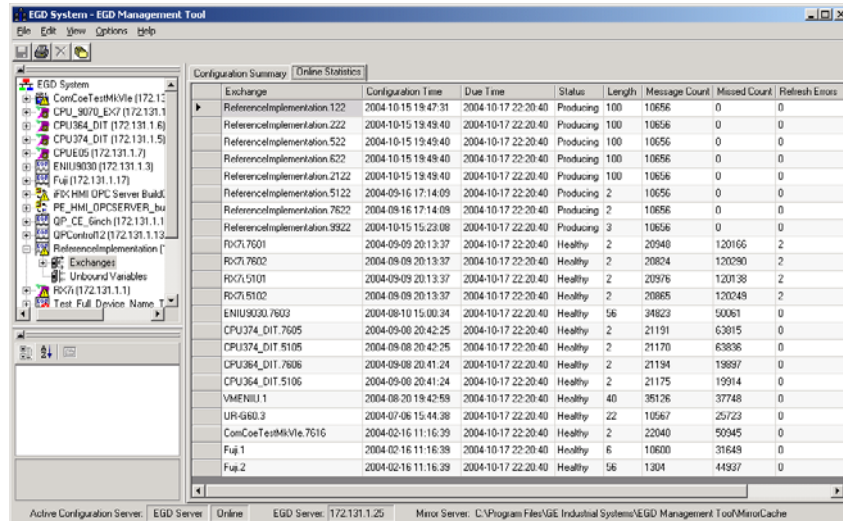 EGD System - EGD Management Tool
File Edit View Options Help
EGD System
ComCoeTestMkVIe (172.13
CPU_9070_EX7 (172.131.1
CPU364_DIT (172.131.1.6)
CPU374_DIT (172.131.1.5)
CPUE05 (172.131.1.7)
ENIU9030 (172.131.1.3)
Fuji (172.131.1.17)
iFIX HMI OPC Server Build
PE_HMI_OPCSERVER_bu
QP_CE_6inch (172.131.1.1
QPControl12 (172.131.1.13
ReferenceImplementation (
Exchanges
Unbound Variables
RX7i (172.131.1.1)
Test_Full_Device_Name_T
Configuration Summary Online Statistics
Exchange Configuration Time Due Time Status Length Message Count Missed Count Refresh Errors
ReferenceImplementation.122 2004-10-15 19:47:31 2004-10-17 22:20:40 Producing 100 10656 0 0
ReferenceImplementation.222 2004-10-15 19:49:40 2004-10-17 22:20:40 Producing 100 10656 0 0
ReferenceImplementation.522 2004-10-15 19:49:40 2004-10-17 22:20:40 Producing 100 10656 0 0
ReferenceImplementation.622 2004-10-15 19:49:40 2004-10-17 22:20:40 Producing 100 10656 0 0
ReferenceImplementation.2122 2004-10-15 19:49:40 2004-10-17 22:20:40 Producing 100 10656 0 0
ReferenceImplementation.5122 2004-09-16 17:14:09 2004-10-17 22:20:40 Producing 2 10656 0 0
ReferenceImplementation.7622 2004-09-16 17:14:09 2004-10-17 22:20:40 Producing 2 10656 0 0
ReferenceImplementation.9922 2004-10-15 15:23:08 2004-10-17 22:20:40 Producing 3 10656 0 0
RX7i.7601 2004-09-09 20:13:37 2004-10-17 22:20:40 Healthy 2 20948 120166 2
RX7i.7602 2004-09-09 20:13:37 2004-10-17 22:20:40 Healthy 2 20824 120290 2
RX7i.5101 2004-09-09 20:13:37 2004-10-17 22:20:40 Healthy 2 20976 120138 2
RX7i.5102 2004-09-09 20:13:37 2004-10-17 22:20:40 Healthy 2 20865 120249 2
ENIU9030.7603 2004-08-10 15:00:34 2004-10-17 22:20:40 Healthy 56 34823 50061 0
CPU374_DIT.7605 2004-09-08 20:42:25 2004-10-17 22:20:40 Healthy 2 21191 63815 0
CPU374_DIT.5105 2004-09-08 20:42:25 2004-10-17 22:20:40 Healthy 2 21170 63836 0
CPU364_DIT.7606 2004-09-08 20:41:24 2004-10-17 22:20:40 Healthy 2 21194 19897 0
CPU364_DIT.5106 2004-09-08 20:41:24 2004-10-17 22:20:40 Healthy 2 21175 19914 0
VMENIU.1 2004-08-20 19:42:59 2004-10-17 22:20:40 Healthy 40 35126 37748 0
UR-G60.3 2004-07-06 15:44:38 2004-10-17 22:20:40 Healthy 22 10567 25723 0
ComCoeTestMkVIe.7616 2004-02-16 11:16:39 2004-10-17 22:20:40 Healthy 2 22040 50945 0
Fuji.1 2004-02-16 11:16:39 2004-10-17 22:20:40 Healthy 6 10600 31649 0
Fuji.2 2004-02-16 11:16:39 2004-10-17 22:20:40 Healthy 56 1304 44937 0
Active Configuration Server: EGD Server Online EGD Server: 172.131.1.25 Mirror Server: C:\Program Files\GE Industrial Systems\EGD Management Tool\MirrorCache